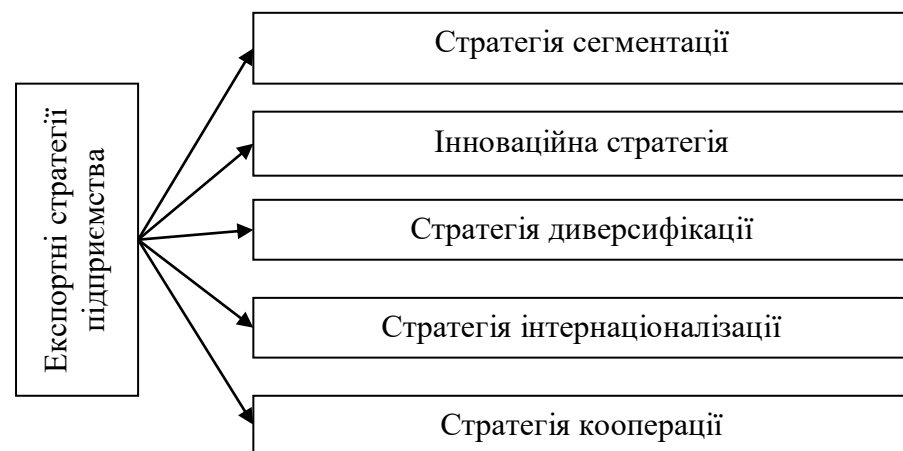 Експортні стратегії
підприємства
Стратегія сегментації
Інноваційна стратегія
Стратегія диверсифікації
Стратегія інтернаціоналізації
Стратегія кооперації